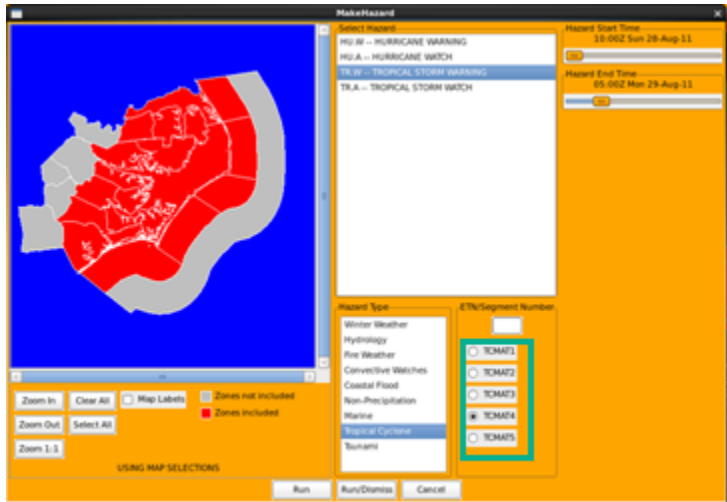 MakeHazard
Select Hazard
HU.W -- HURRICANE WARNING
HU.A -- HURRICANE WATCH
TR.W -- TROPICAL STORM WARNING
TR.A -- TROPICAL STORM WATCH
Hazard Start Time
10:00Z Sun 28-Aug-11
Hazard End Time
05:00Z Mon 29-Aug-11
Hazard Type
Winter Weather
Hydrology
Fire Weather
Convective Watches
Coastal Flood
Non-Precipitation
Marine
Tropical Cyclone
Tsunami
ETN/Segment Number
TCMAT1
TCMAT2
TCMAT3
TCMAT4
TCMAT5
Zoom In Clear All Map Labels Zones not included
Zones included
Zoom Out Select All
Zoom 1:1
USING MAP SELECTIONS
Run Run/Dismiss Cancel